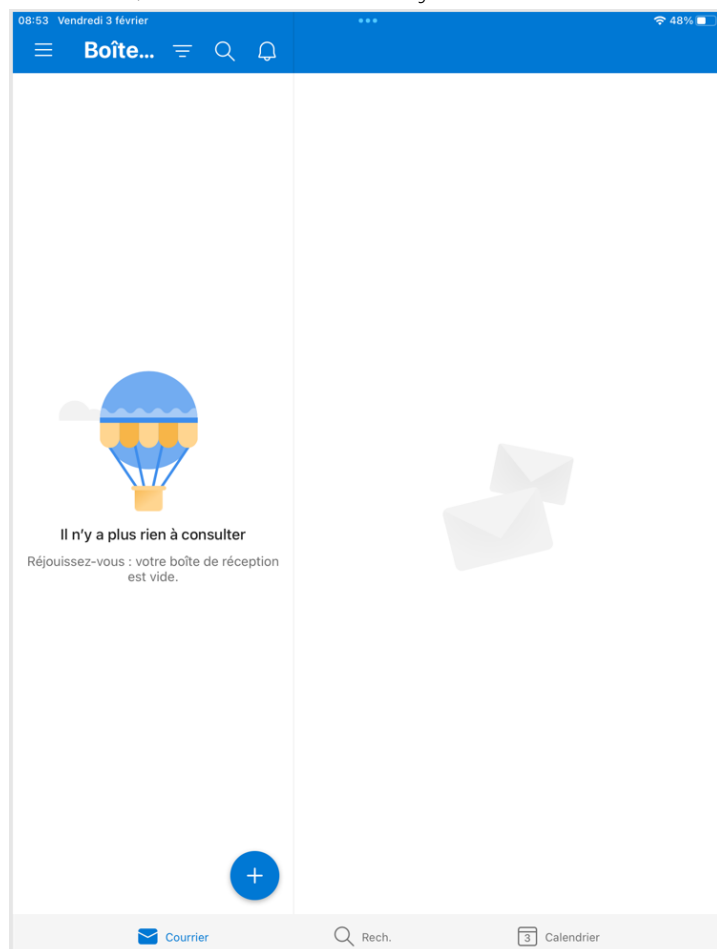 08:53 Vendredi 3 février
48%
Boîte...
Il n'y a plus rien à consulter
Réjouissez-vous : votre boîte de réception
est vide.
Courrier
Rech.
3
Calendrier